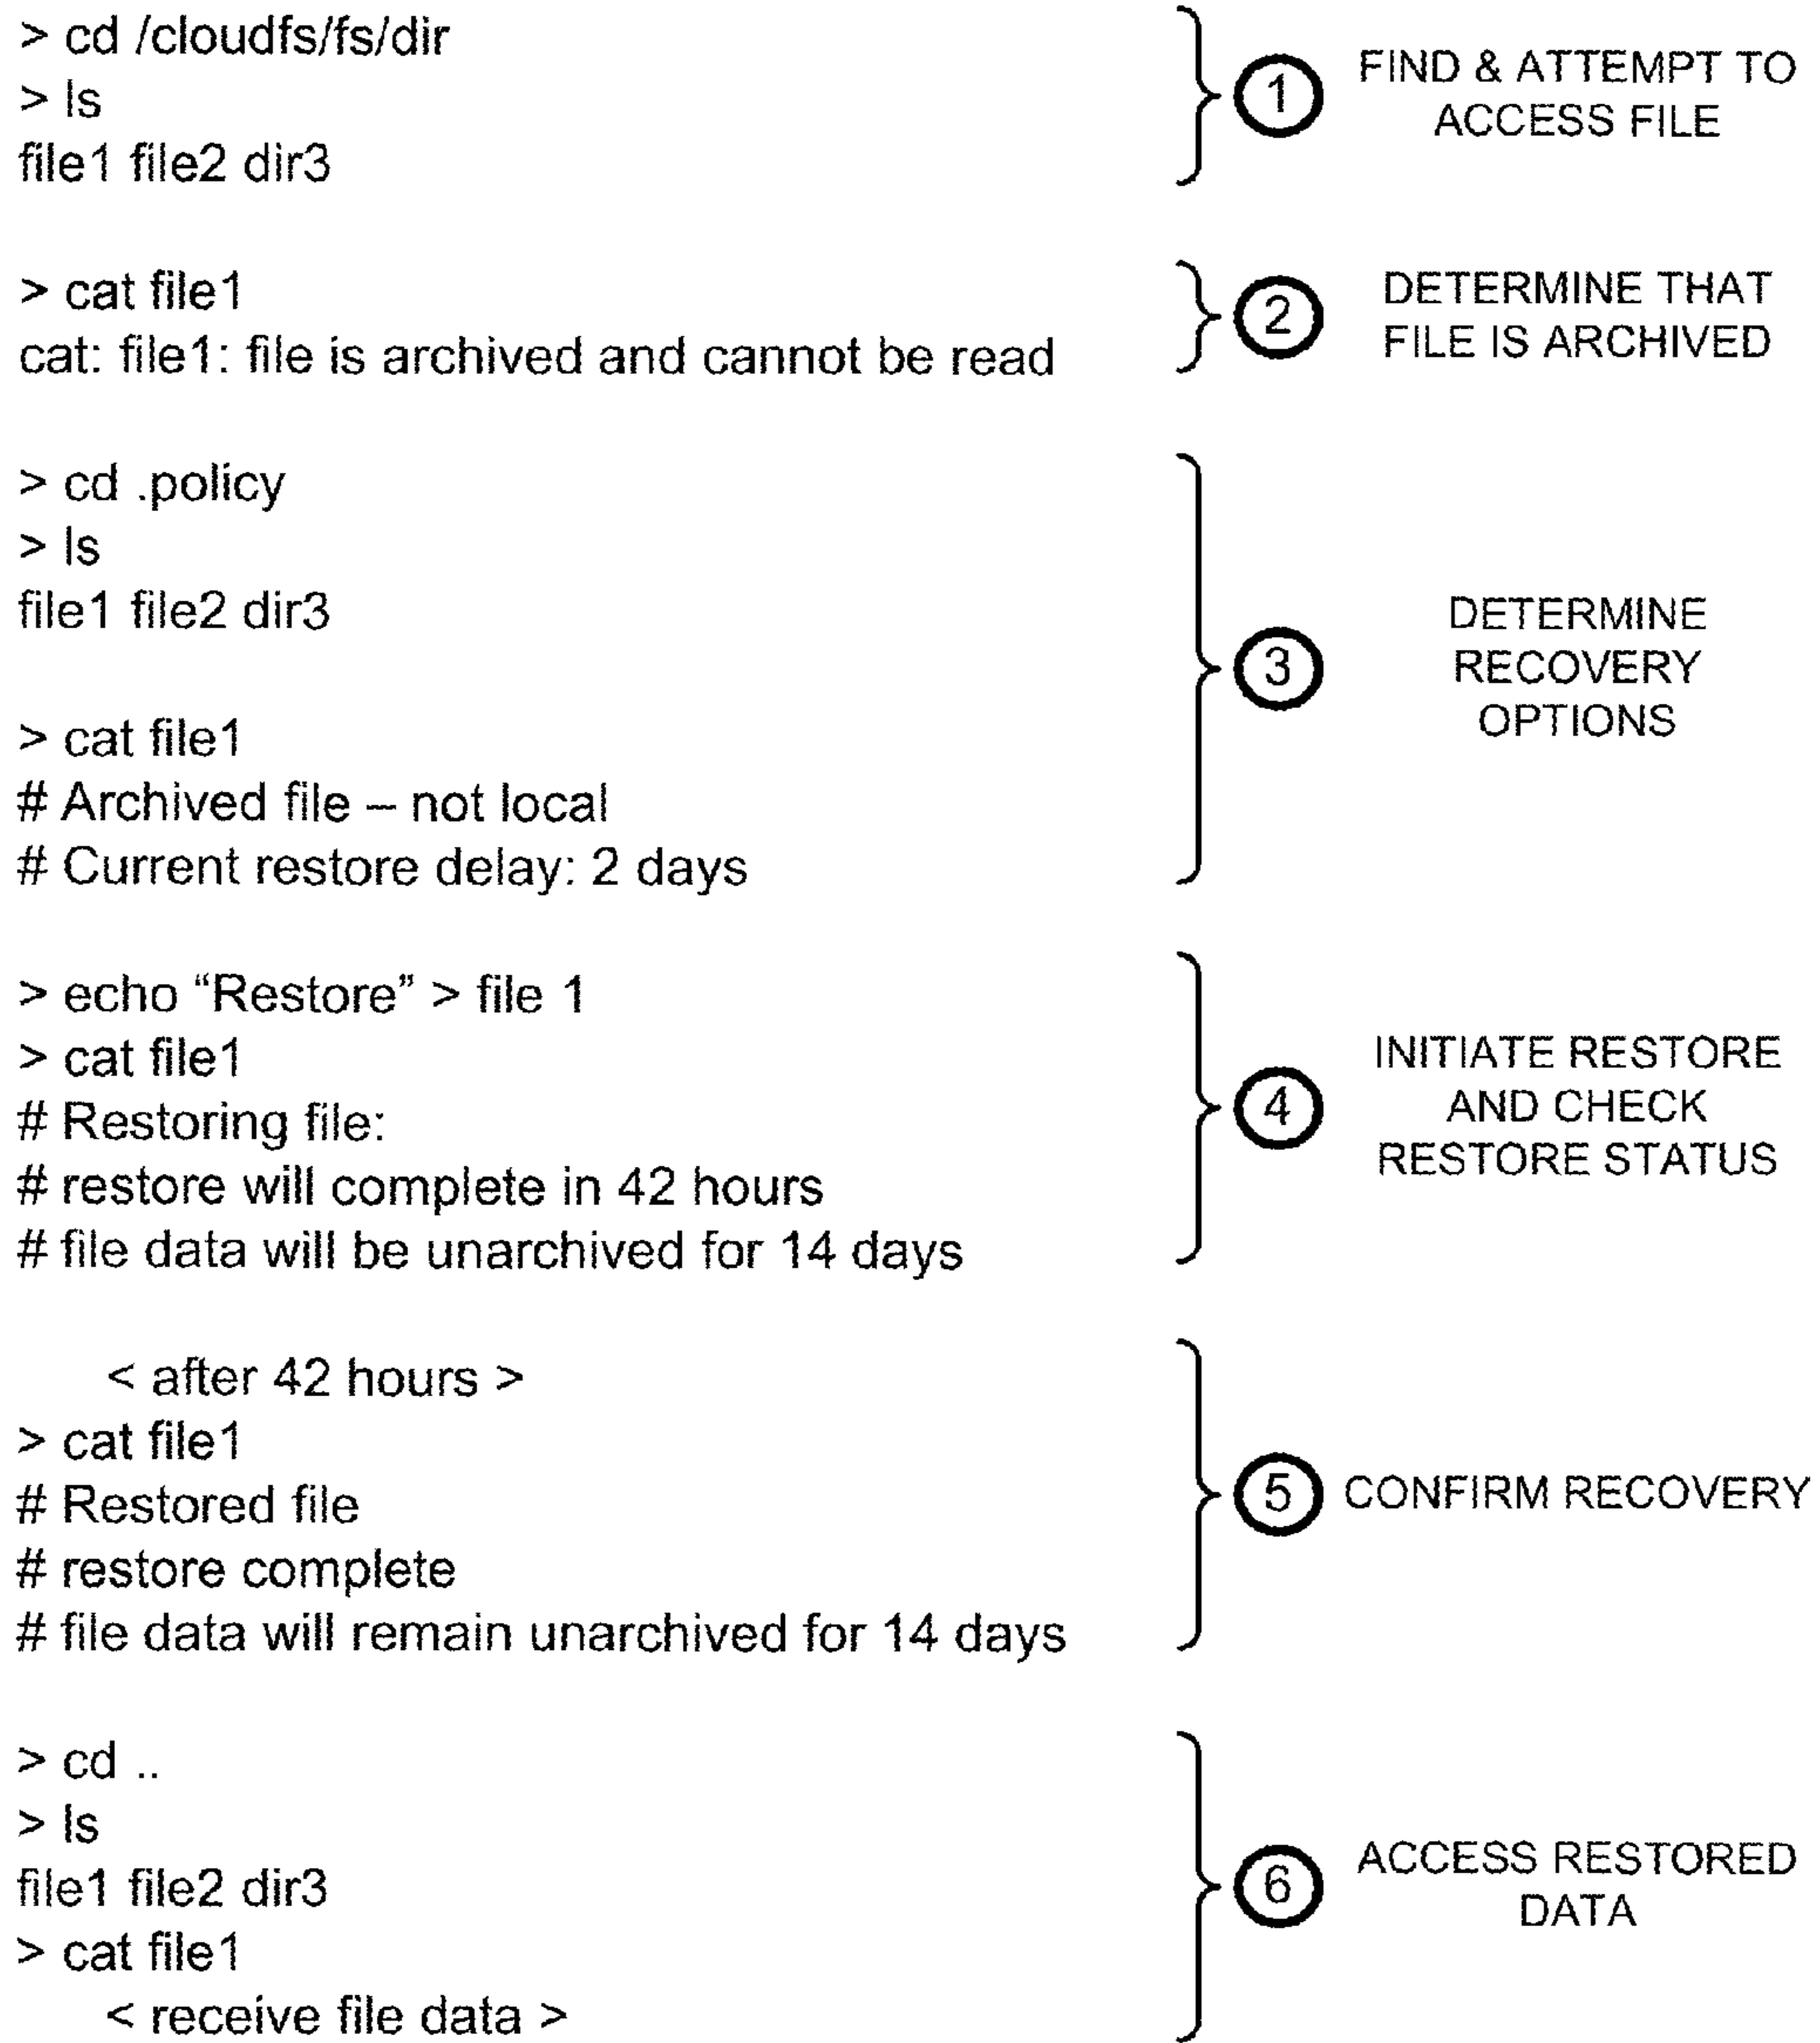 > cd /cloudfs/fs/dir
> ls
file1 file2 dir3
1
FIND & ATTEMPT TO
ACCESS FILE
> cat file1
cat: file1: file is archived and cannot be read
2
DETERMINE THAT
FILE IS ARCHIVED
> cd .policy
> ls
file1 file2 dir3
> cat file1
# Archived file – not local
# Current restore delay: 2 days
3
DETERMINE
RECOVERY
OPTIONS
> echo “Restore” > file 1
> cat file1
# Restoring file:
# restore will complete in 42 hours
# file data will be unarchived for 14 days
4
INITIATE RESTORE
AND CHECK
RESTORE STATUS
< after 42 hours >
> cat file1
# Restored file
# restore complete
# file data will remain unarchived for 14 days
5
CONFIRM RECOVERY
> cd ..
> ls
file1 file2 dir3
> cat file1
< receive file data >
6
ACCESS RESTORED
DATA